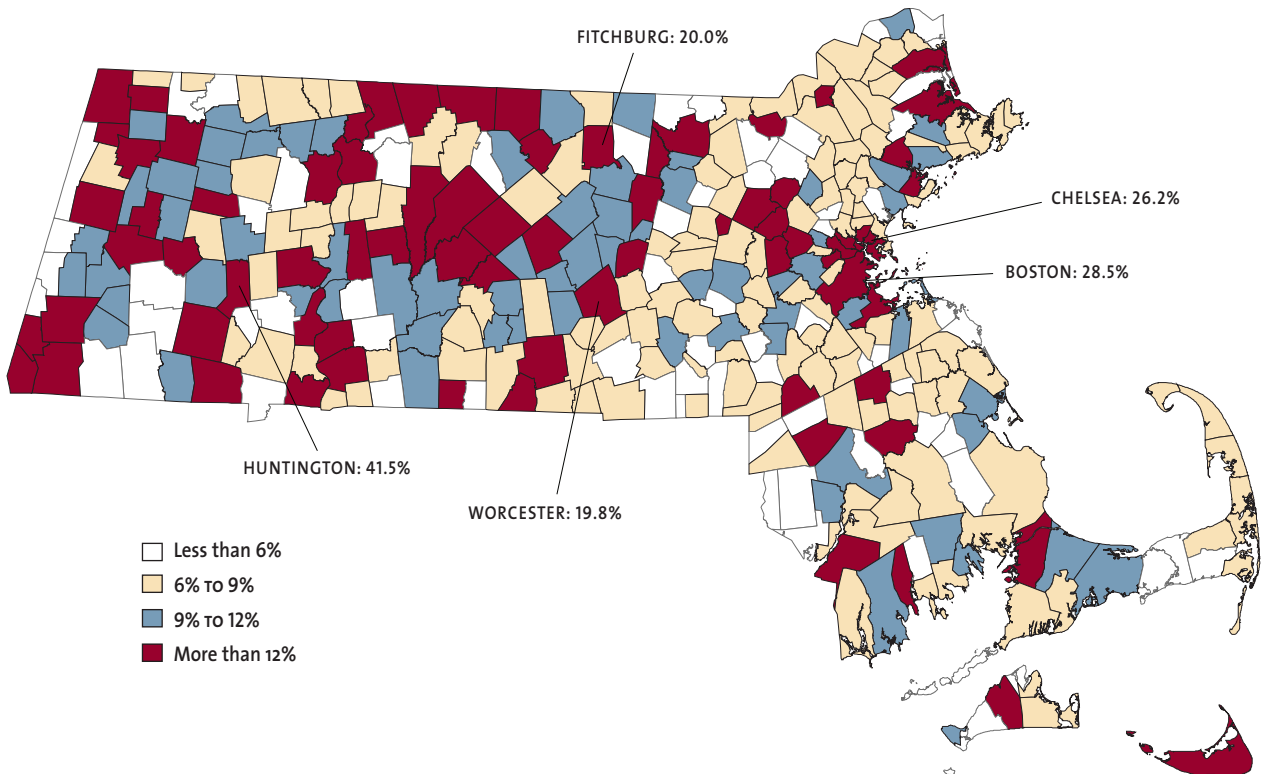 FITCHBURG: 20.0%
CHELSEA: 26.2%
BOSTON: 28.5%
HUNTINGTON: 41.5%
WORCESTER: 19.8%
Less than 6%
6% TO 9%
9% TO 12%
More than 12%